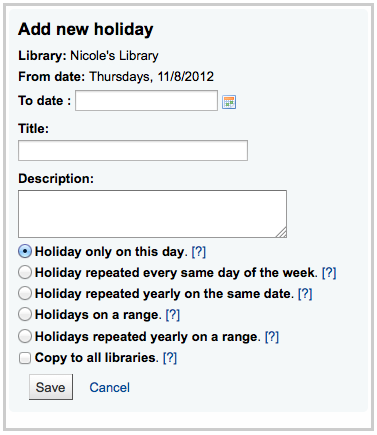 Add new holiday
Library: Nicole's Library
From date: Thursdays, 11/8/2012
To date :
Title:
Description:
Holiday only on this day. [?]
Holiday repeated every same day of the week. [?]
Holiday repeated yearly on the same date. [?]
Holidays on a range. [?]
Holidays repeated yearly on a range. [?]
Copy to all libraries. [?]
Save Cancel